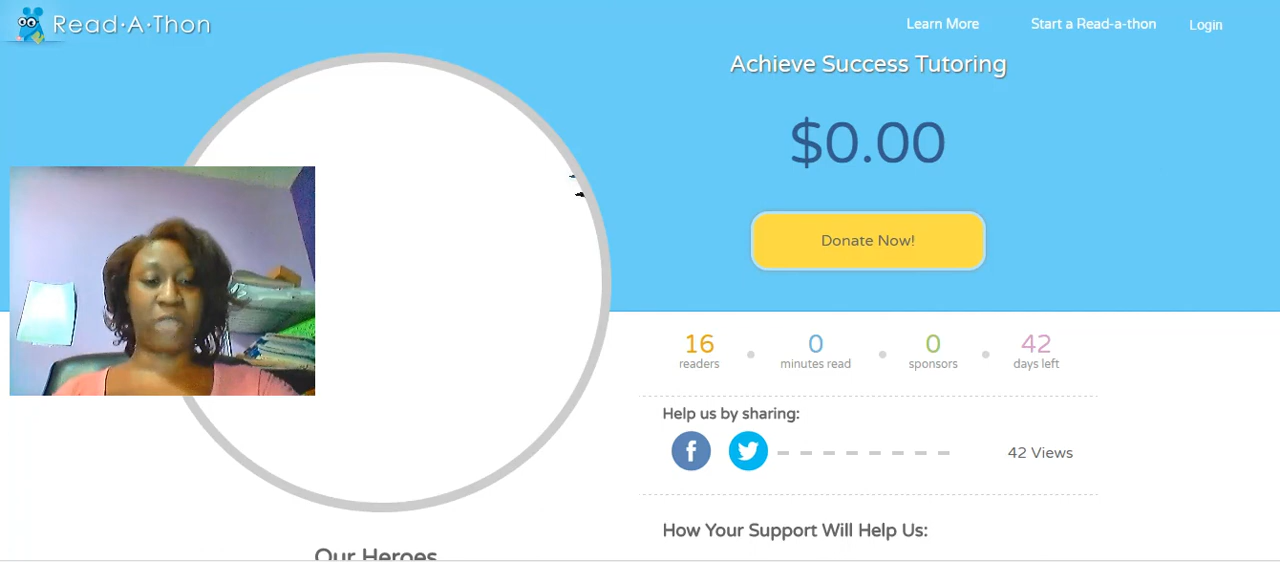 Read·A·Thon
Learn More
Start a Read-a-thon
Login
Achieve Success Tutoring
$0.00
Donate Now!
16
readers
0
minutes read
0
sponsors
42
days left
Help us by sharing:
42 Views
How Your Support Will Help Us:
Our Heroes